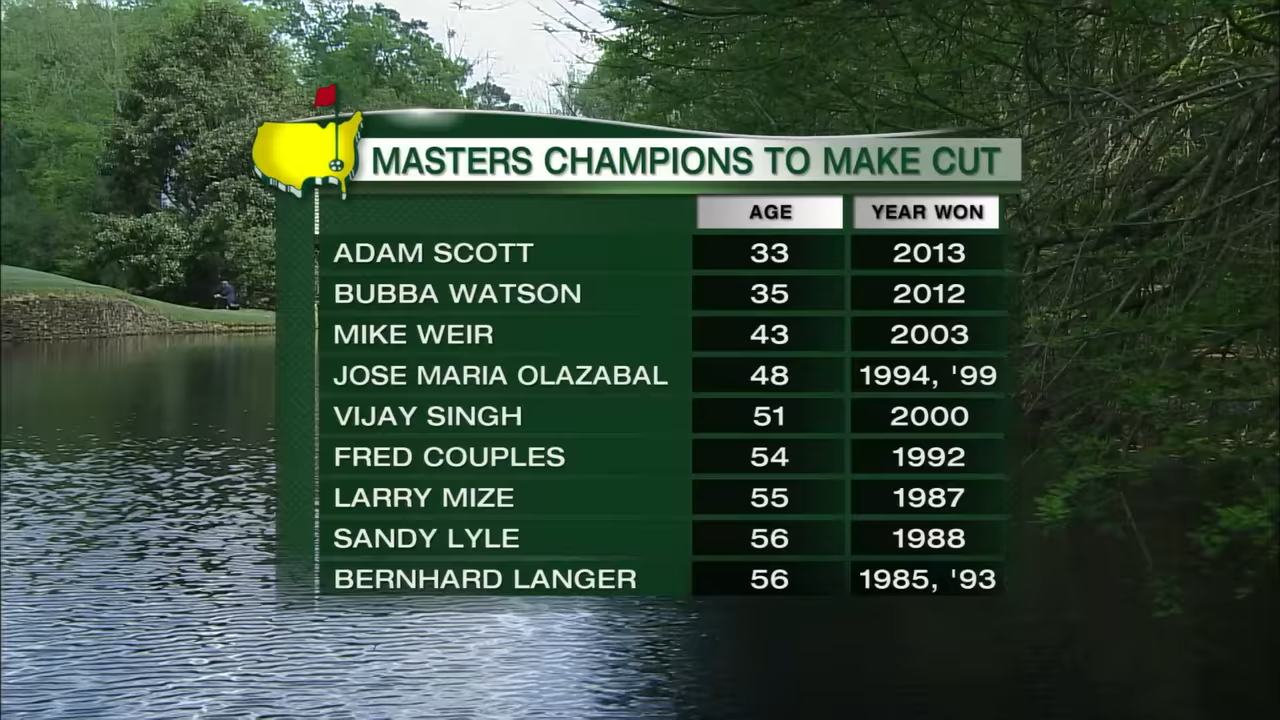 MASTERS CHAMPIONS TO MAKE CUT
AGE YEAR WON
ADAM SCOTT 33 2013
BUBBA WATSON 35 2012
MIKE WEIR 43 2003
JOSE MARIA OLAZABAL 48 1994, '99
VIJAY SINGH 51 2000
FRED COUPLES 54 1992
LARRY MIZE 55 1987
SANDY LYLE 56 1988
BERNHARD LANGER 56 1985, '93